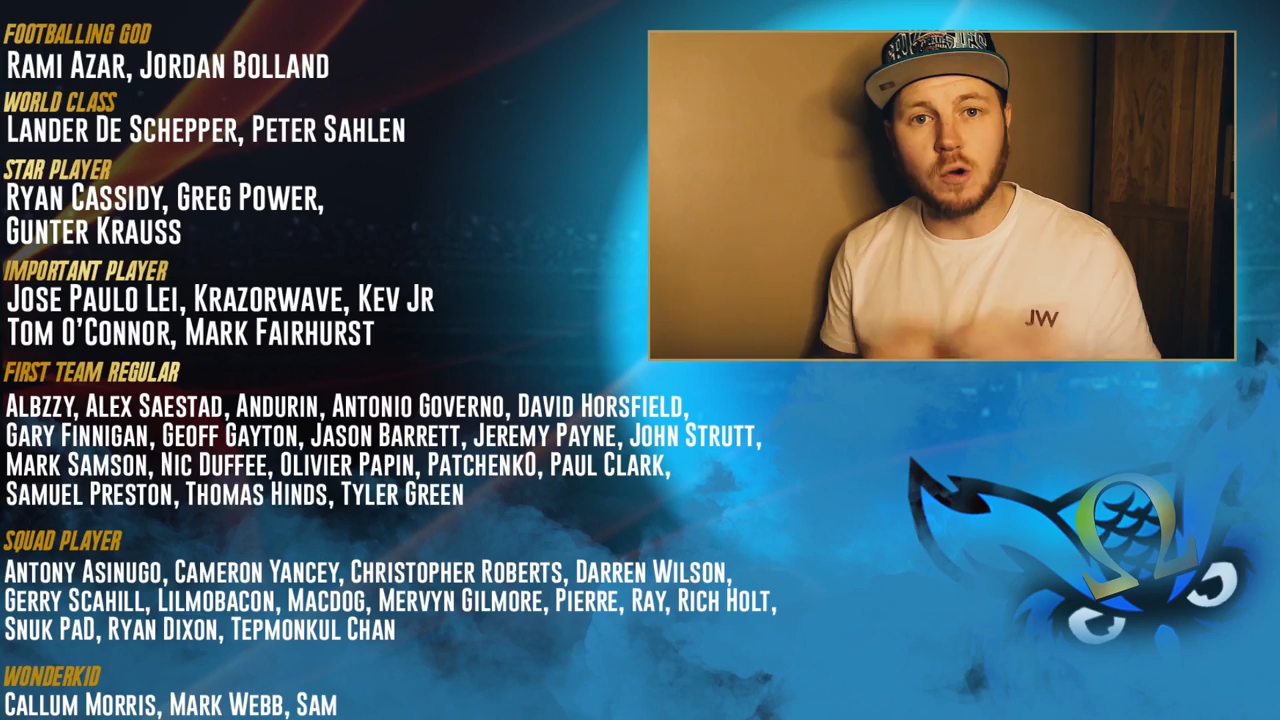 FOOTBALLING GOD
RAMI AZAR, JORDAN BOLLAND
WORLD CLASS
LANDER DE SCHEPPER, PETER SAHLEN
STAR PLAYER
RYAN CASSIDY, GREG POWER,
GUNTER KRAUSS
IMPORTANT PLAYER
JOSE PAULO LEI, KRAZORWAVE, KEV JR
TOM O'CONNOR, MARK FAIRHURST
FIRST TEAM REGULAR
ALBZZY, ALEX SAESTAD, ANDURIN, ANTONIO GOVERNO, DAVID HORSFIELD,
GARY FINNIGAN, GEOFF GAYTON, JASON BARRETT, JEREMY PAYNE, JOHN STRUTT,
MARK SAMSON, NIC DUFFEE, OLIVIER PAPIN, PATCHENKO, PAUL CLARK,
SAMUEL PRESTON, THOMAS HINDS, TYLER GREEN
SQUAD PLAYER
ANTONY ASINUGO, CAMERON YANCEY, CHRISTOPHER ROBERTS, DARREN WILSON,
GERRY SCAHILL, LILMOBACON, MACDOG, MERVYN GILMORE, PIERRE, RAY, RICH HOLT,
SNUK PAD, RYAN DIXON, TEPMONKUL CHAN
WONDERKID
CALLUM MORRIS, MARK WEBB, SAM
JW
Ω